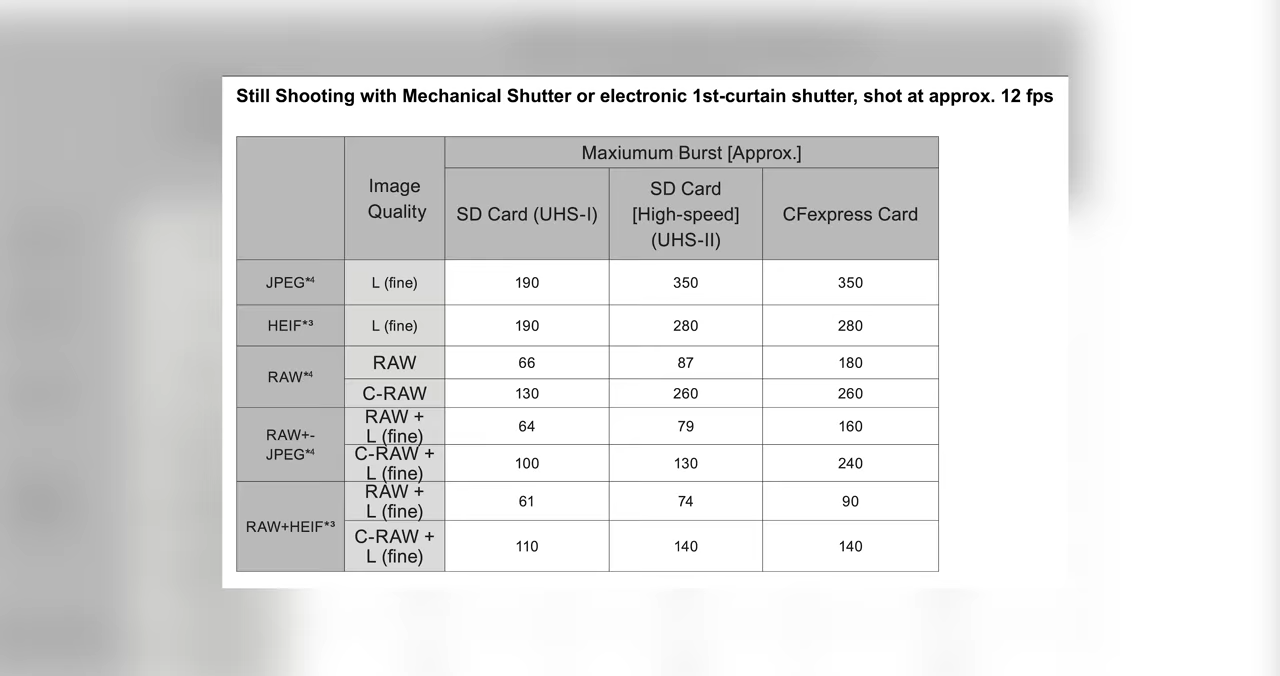 Still Shooting with Mechanical Shutter or electronic 1st-curtain shutter, shot at approx. 12 fps
Maxiumum Burst [Approx.]
Image
Quality
SD Card (UHS-I)
SD Card
[High-speed]
(UHS-II)
CFexpress Card
JPEG*4 L (fine) 190 350 350
HEIF*3 L (fine) 190 280 280
RAW*4
RAW 66 87 180
C-RAW 130 260 260
RAW+-
JPEG*4
RAW +
L (fine) 64 79 160
C-RAW +
L (fine) 100 130 240
RAW+HEIF*3
RAW +
L (fine) 61 74 90
C-RAW +
L (fine) 110 140 140